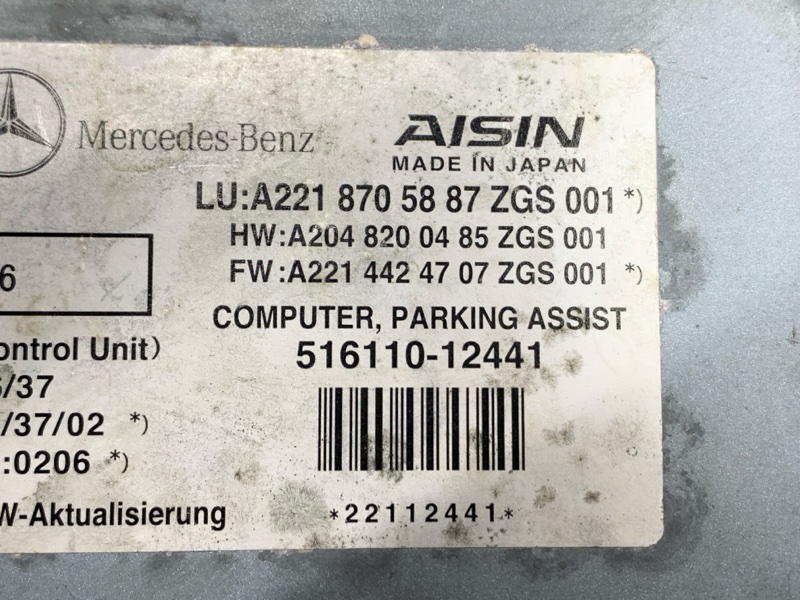 Mercedes-Benz
AISIN
MADE IN JAPAN
LU:A221 870 58 87 ZGS 001 *)
HW:A204 820 04 85 ZGS 001
FW:A221 442 47 07 ZGS 001 *)
6
COMPUTER, PARKING ASSIST
516110-12441
ontrol Unit)
/37
/37/02 *)
:0206 *)
W-Aktualisierung
*22112441*